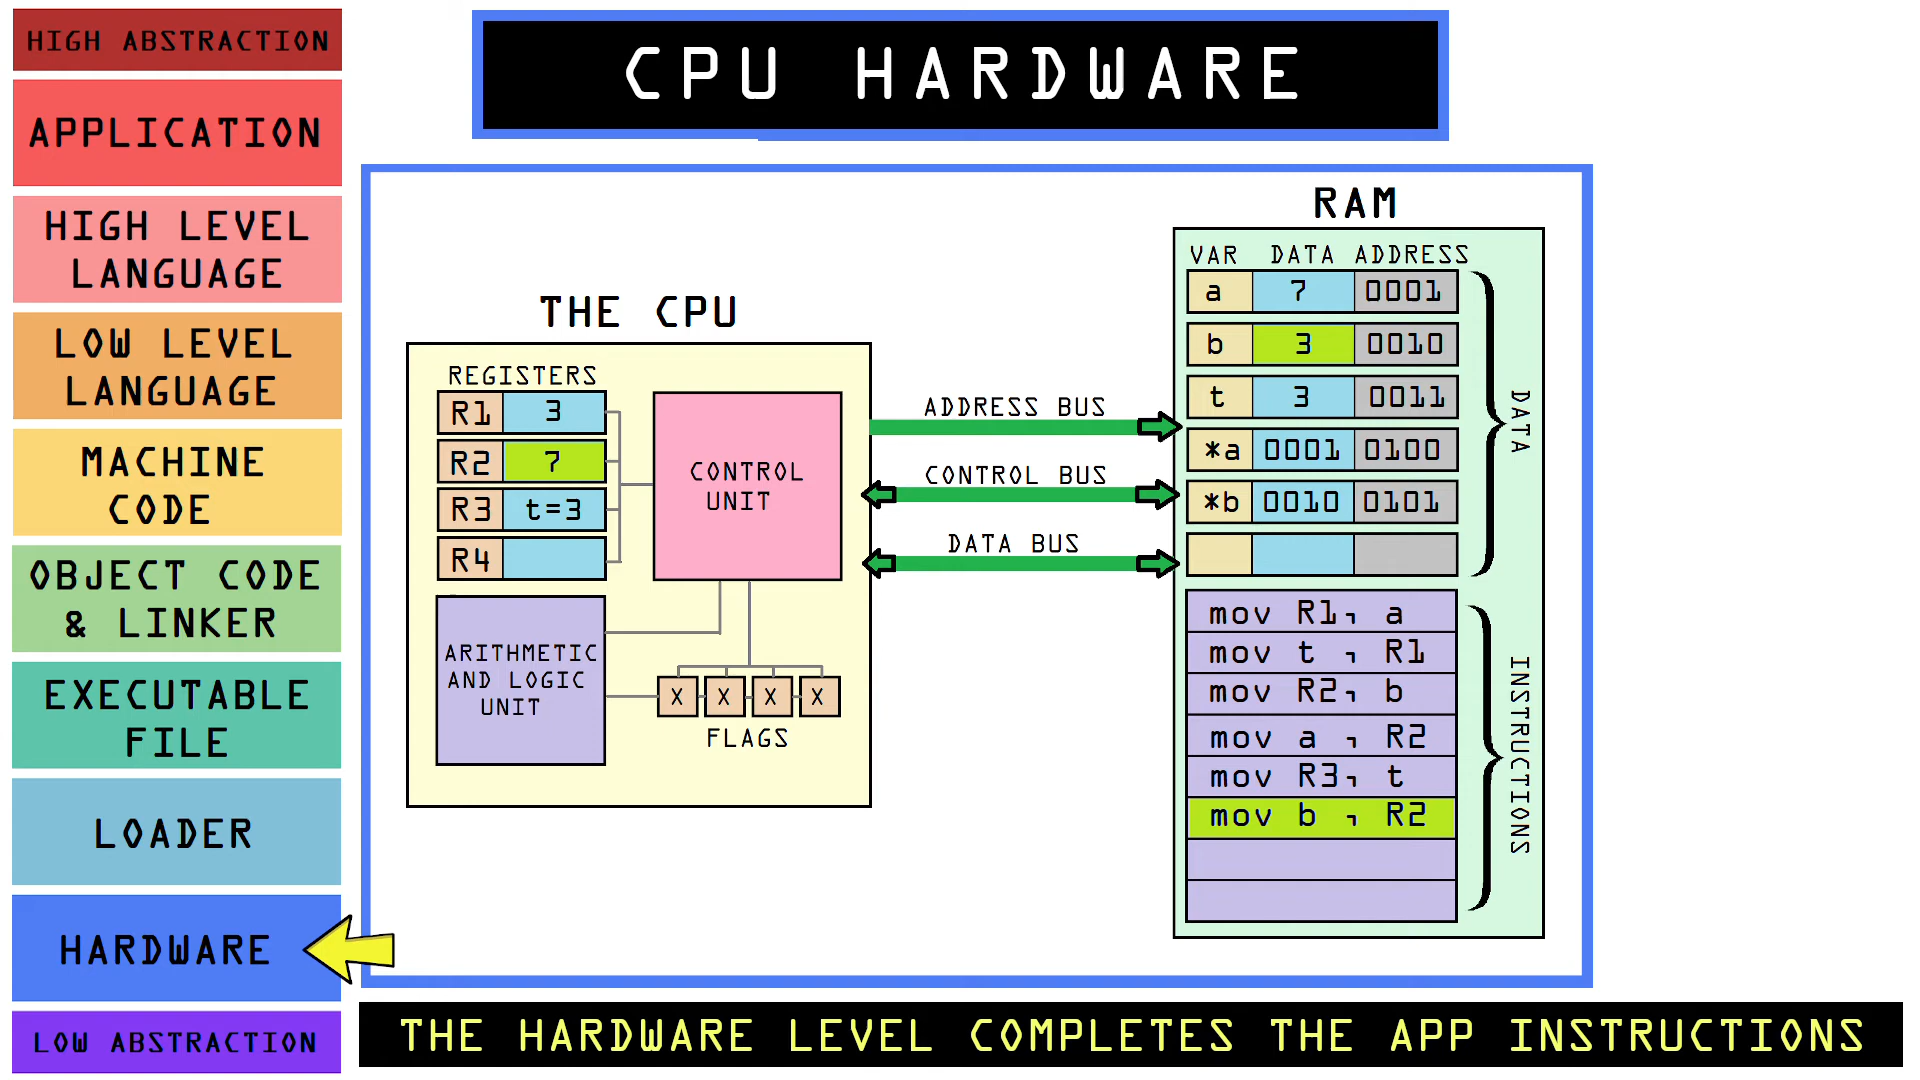 HIGH ABSTRACTION
APPLICATION
HIGH LEVEL
LANGUAGE
LOW LEVEL
LANGUAGE
MACHINE
CODE
OBJECT CODE
& LINKER
EXECUTABLE
FILE
LOADER
HARDWARE
LOW ABSTRACTION
CPU HARDWARE
THE CPU
REGISTERS
R1 3
R2 7
R3 t=3
R4
CONTROL
UNIT
ARITHMETIC
AND LOGIC
UNIT
X X X X
FLAGS
ADDRESS BUS
CONTROL BUS
DATA BUS
RAM
VAR DATA ADDRESS
a 7 0001
b 3 0010
t 3 0011
*a 0001 0100
*b 0010 0101
DATA
mov R1, a
mov t , R1
mov R2, b
mov a , R2
mov R3, t
mov b , R2
INSTRUCTIONS
THE HARDWARE LEVEL COMPLETES THE APP INSTRUCTIONS